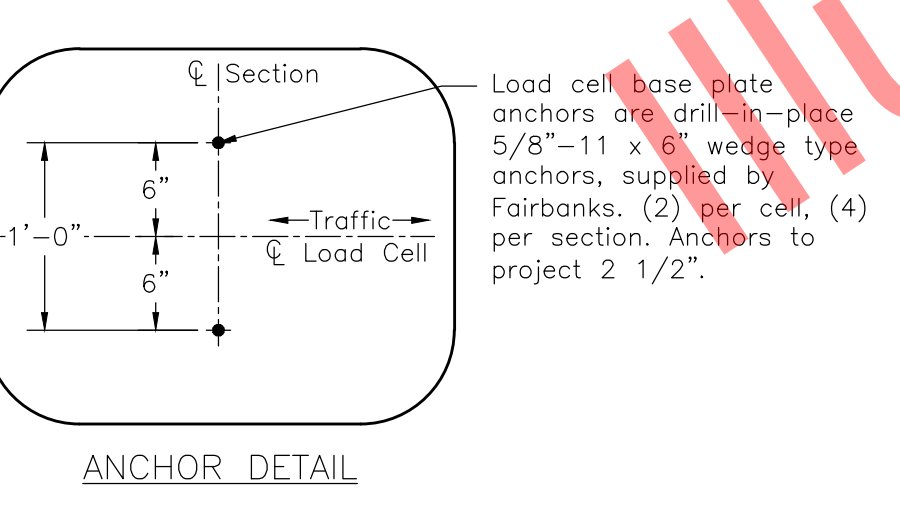 ℄ Section
Load cell base plate
anchors are drill-in-place
5/8"-11 x 6" wedge type
anchors, supplied by
Fairbanks. (2) per cell, (4)
per section. Anchors to
project 2 1/2".
6"
Traffic
1'-0"
℄ Load Cell
6"
ANCHOR DETAIL